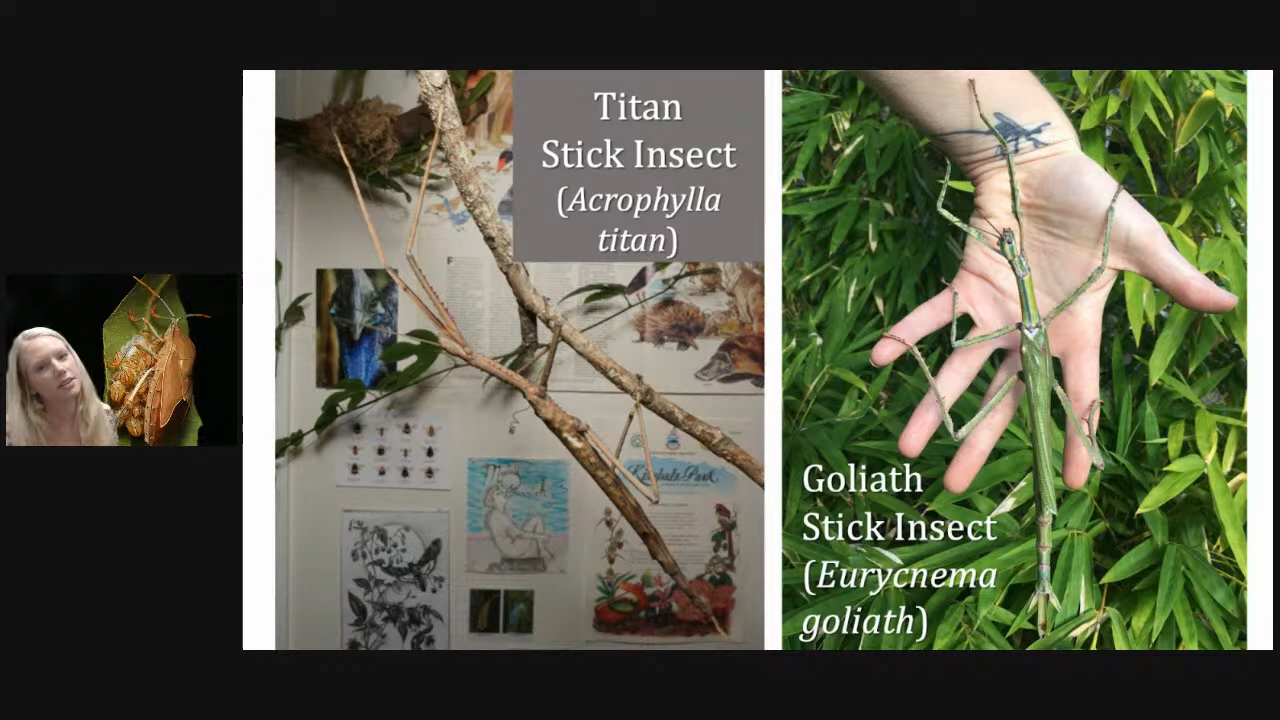 Titan
Stick Insect
(Acrophylla
titan)
Goliath
Stick Insect
(Eurycnema
goliath)